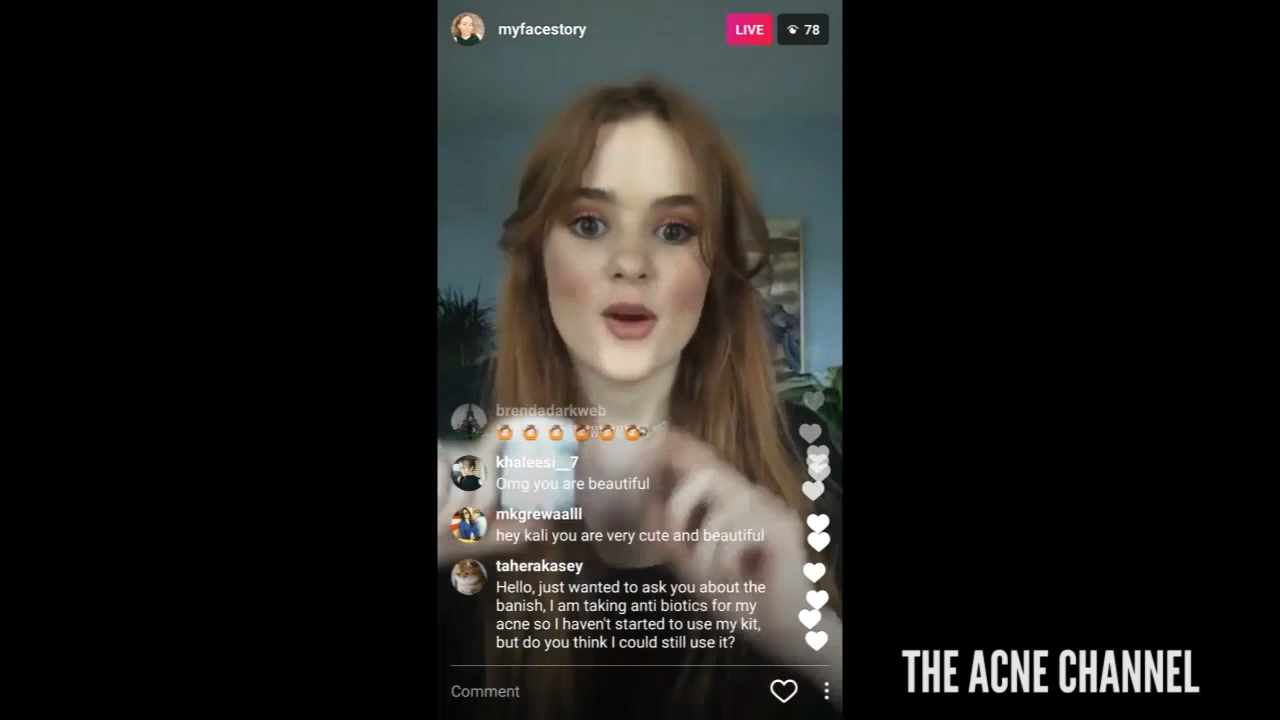 myfacestory
LIVE
78
brendadarkweb
khaleesi__7
Omg you are beautiful
mkgrewaalll
hey kali you are very cute and beautiful
taherakasey
Hello, just wanted to ask you about the
banish, I am taking anti biotics for my
acne so I haven't started to use my kit,
but do you think I could still use it?
Comment
THE ACNE CHANNEL